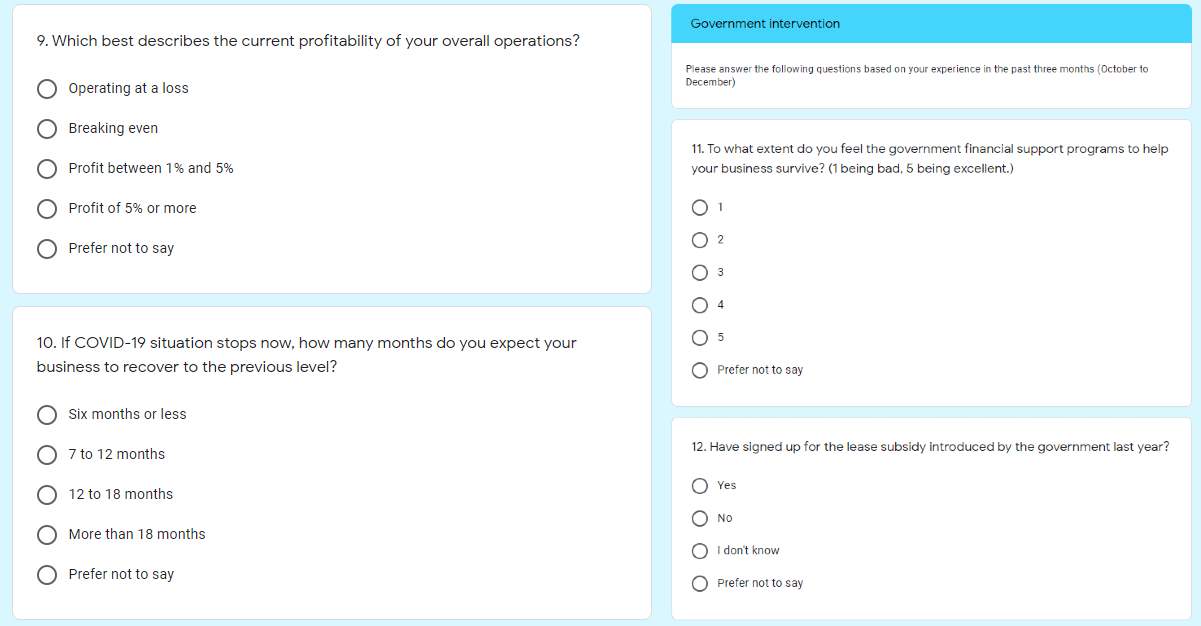 9. Which best describes the current profitability of your overall operations?
Operating at a loss
Breaking even
Profit between 1% and 5%
Profit of 5% or more
Prefer not to say
10. If COVID-19 situation stops now, how many months do you expect your
business to recover to the previous level?
Six months or less
7 to 12 months
12 to 18 months
More than 18 months
Prefer not to say
Government intervention
Please answer the following questions based on your experience in the past three months (October to
December)
11. To what extent do you feel the government financial support programs to help
your business survive? (1 being bad, 5 being excellent.)
1
2
3
4
5
Prefer not to say
12. Have signed up for the lease subsidy introduced by the government last year?
Yes
No
I don't know
Prefer not to say